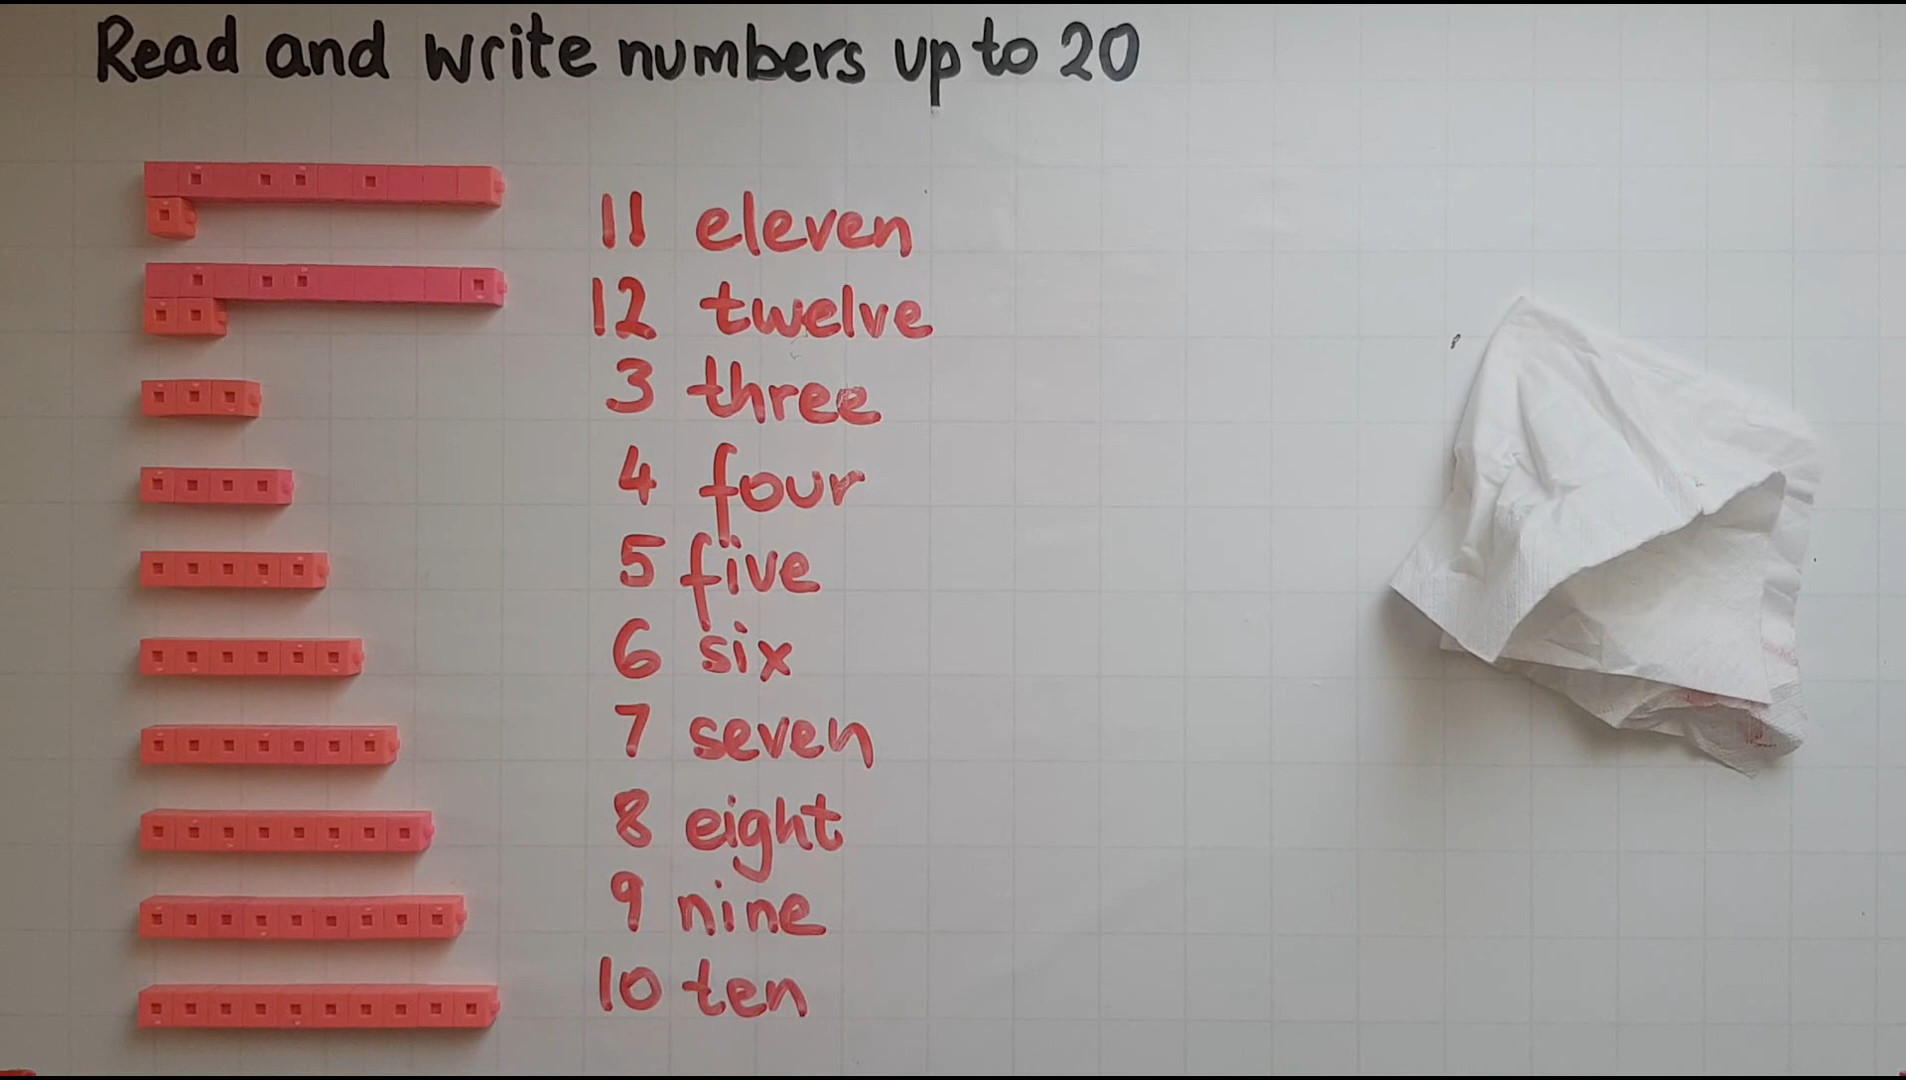 Read and write numbers up to 20
11 eleven
12 twelve
3 three
4 four
5 five
6 six
7 seven
8 eight
9 nine
10 ten